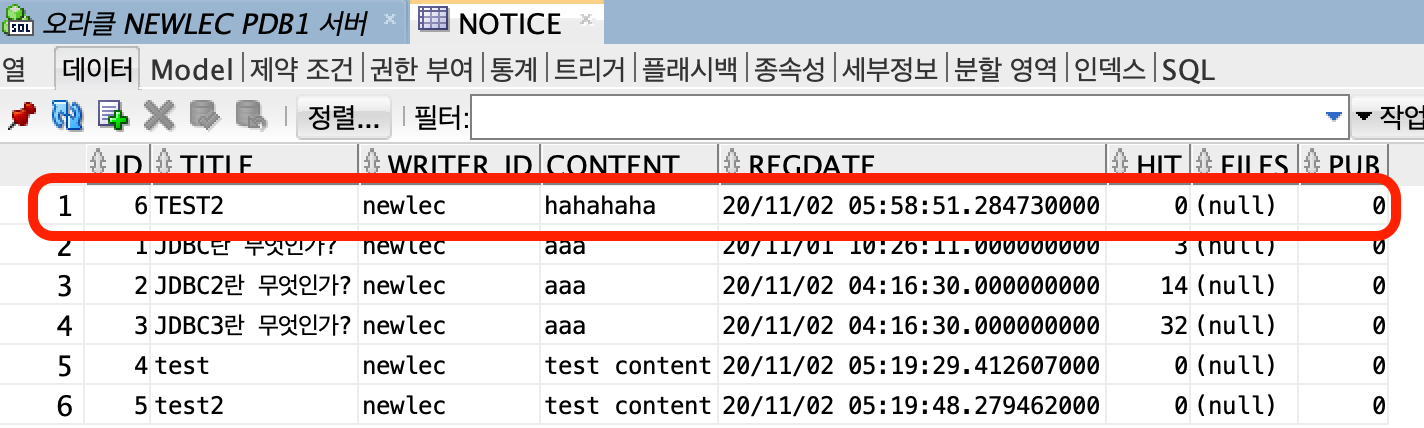 오라클 NEWLEC PDB1 서버 NOTICE
열 데이터 Model 제약 조건 권한 부여 통계 트리거 플래시백 종속성 세부정보 분할 영역 인덱스 SQL
정렬... 필터: 작업
ID TITLE WRITER_ID CONTENT REGDATE HIT FILES PUB
1 6 TEST2 newlec hahahaha 20/11/02 05:58:51.284730000 0 (null) 0
2 1 JDBC란 무엇인가? newlec aaa 20/11/01 10:26:11.000000000 3 (null) 0
3 2 JDBC2란 무엇인가? newlec aaa 20/11/02 04:16:30.000000000 14 (null) 0
4 3 JDBC3란 무엇인가? newlec aaa 20/11/02 04:16:30.000000000 32 (null) 0
5 4 test newlec test content 20/11/02 05:19:29.412607000 0 (null) 0
6 5 test2 newlec test content 20/11/02 05:19:48.279462000 0 (null) 0